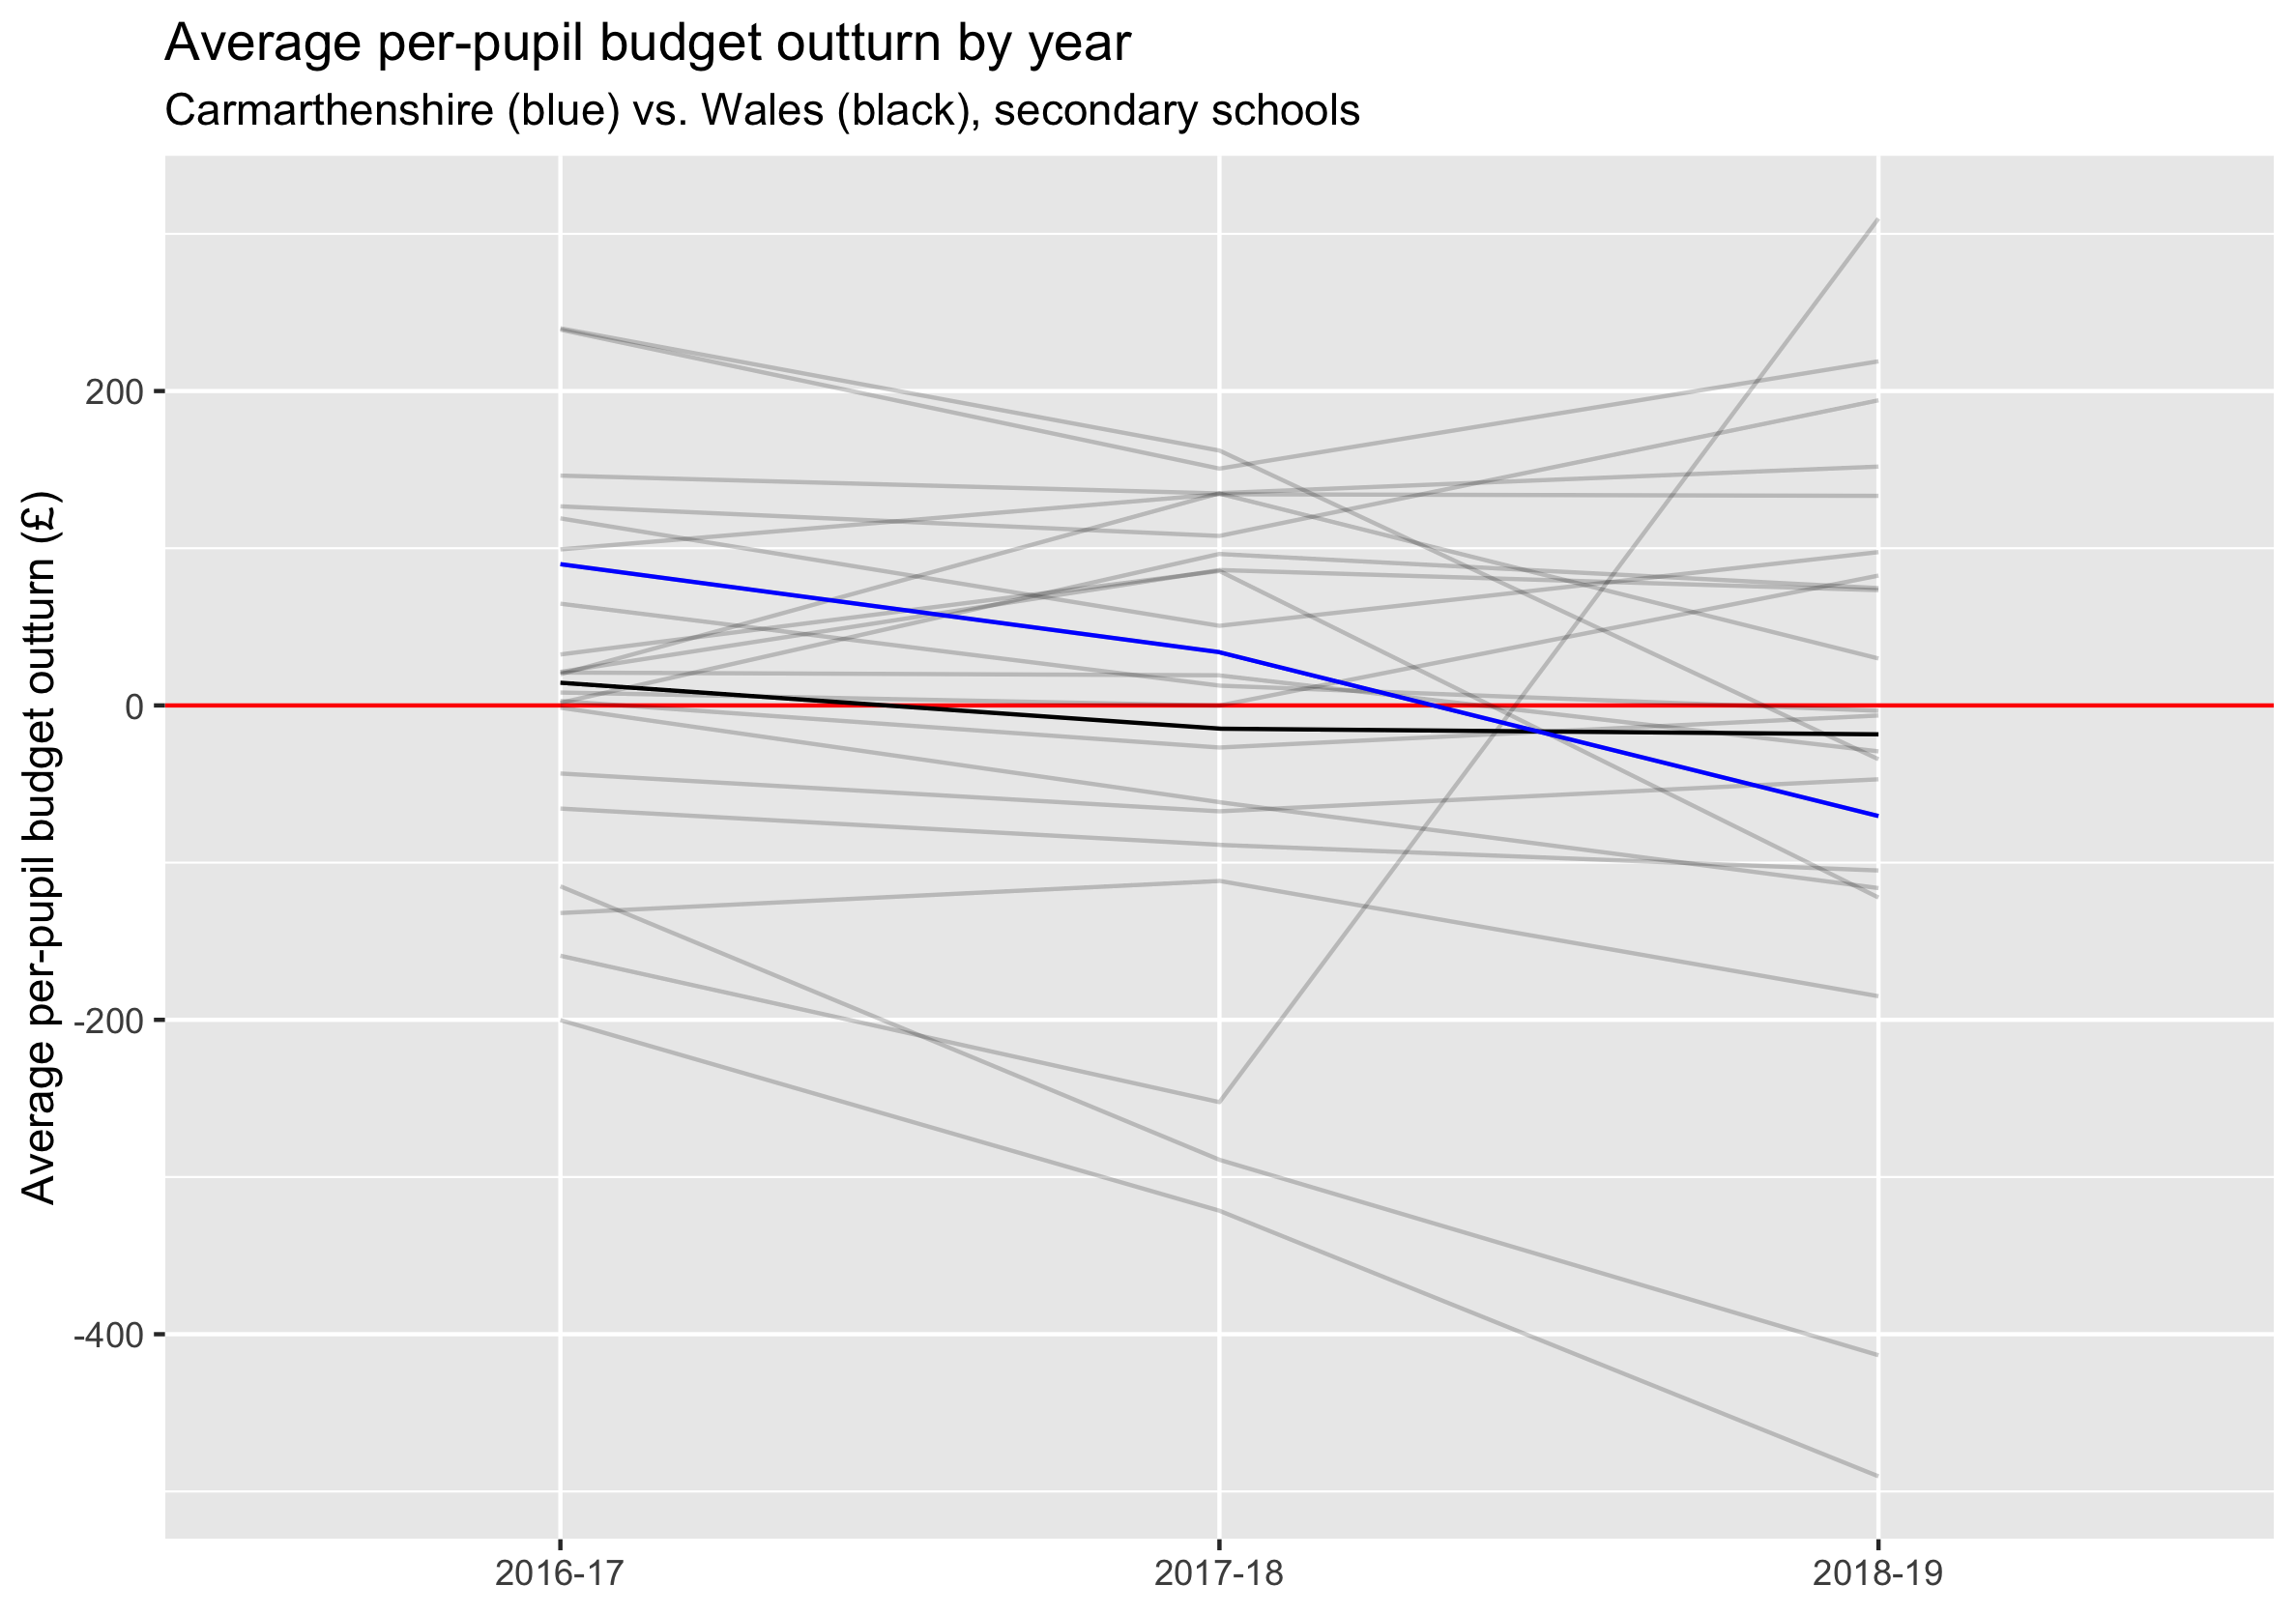 Average per-pupil budget outturn by year
Carmarthenshire (blue) vs. Wales (black), secondary schools
Average per-pupil budget outturn (£)
200
0
-200
-400
2016-17
2017-18
2018-19